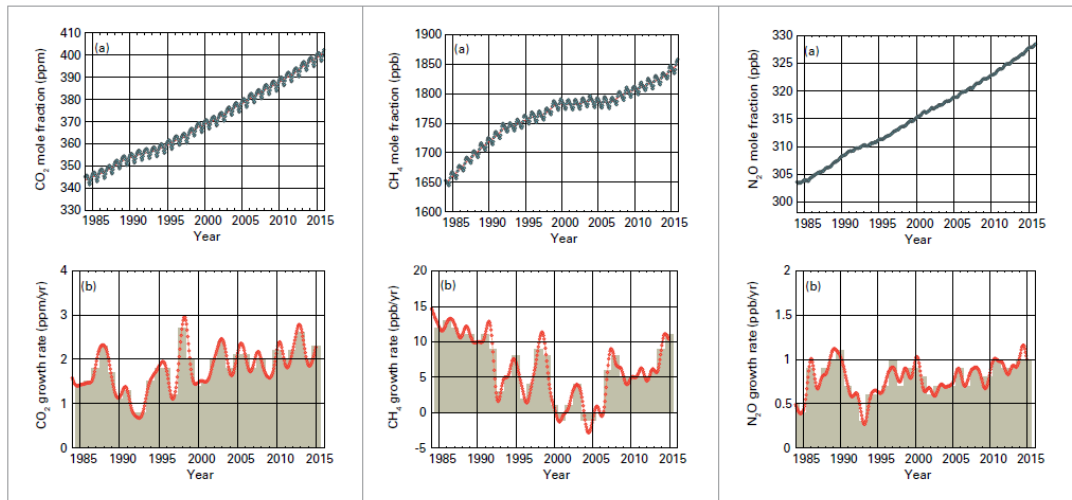 (a)
CO2 mole fraction (ppm)
410
400
390
380
370
360
350
340
330
1985 1990 1995 2000 2005 2010 2015
Year
(a)
CH4 mole fraction (ppb)
1900
1850
1800
1750
1700
1650
1600
1985 1990 1995 2000 2005 2010 2015
Year
(a)
N2O mole fraction (ppb)
330
325
320
315
310
305
300
1985 1990 1995 2000 2005 2010 2015
Year
(b)
CO2 growth rate (ppm/yr)
4
3
2
1
0
1985 1990 1995 2000 2005 2010 2015
Year
(b)
CH4 growth rate (ppb/yr)
20
15
10
5
0
-5
1985 1990 1995 2000 2005 2010 2015
Year
(b)
N2O growth rate (ppb/yr)
2
1.5
1
0.5
0
1985 1990 1995 2000 2005 2010 2015
Year